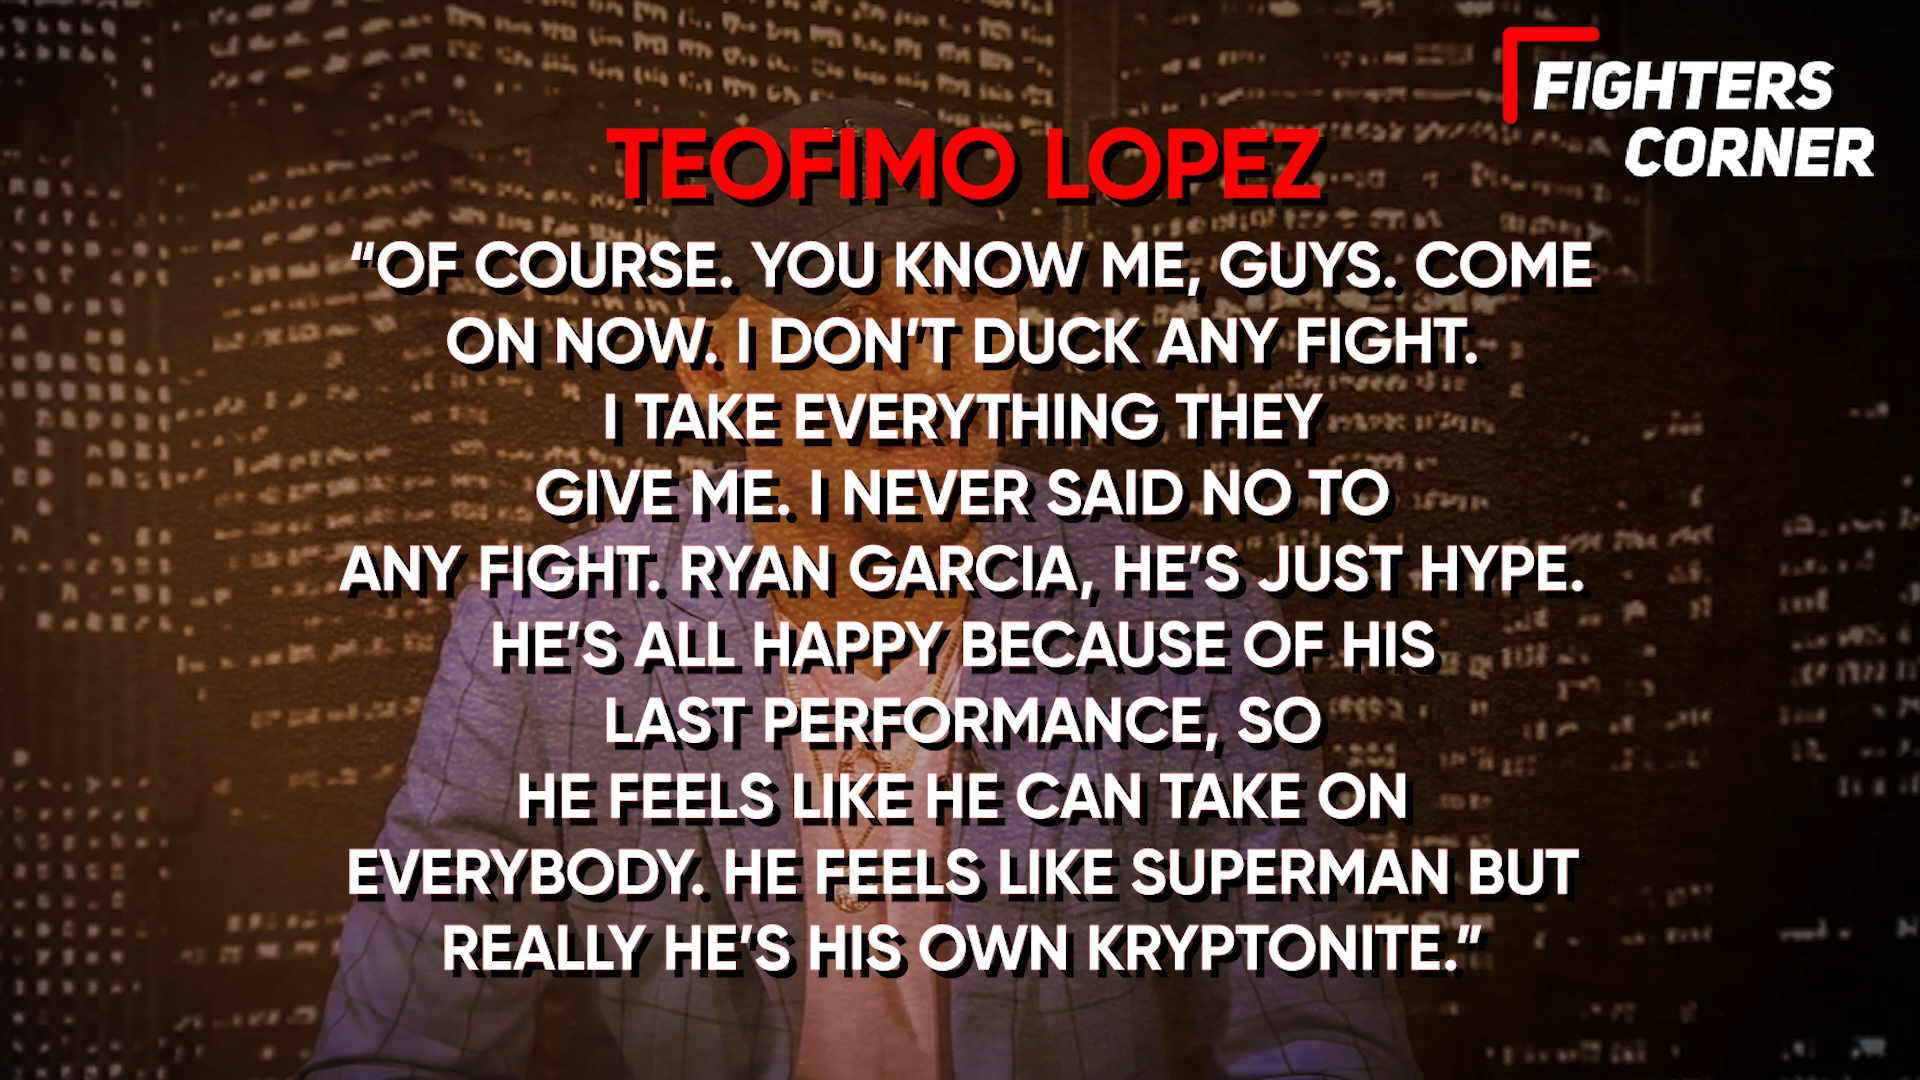 FIGHTERS
CORNER
TEOFIMO LOPEZ
“OF COURSE. YOU KNOW ME, GUYS. COME
ON NOW. I DON’T DUCK ANY FIGHT.
I TAKE EVERYTHING THEY
GIVE ME. I NEVER SAID NO TO
ANY FIGHT. RYAN GARCIA, HE’S JUST HYPE.
HE’S ALL HAPPY BECAUSE OF HIS
LAST PERFORMANCE, SO
HE FEELS LIKE HE CAN TAKE ON
EVERYBODY. HE FEELS LIKE SUPERMAN BUT
REALLY HE’S HIS OWN KRYPTONITE.”